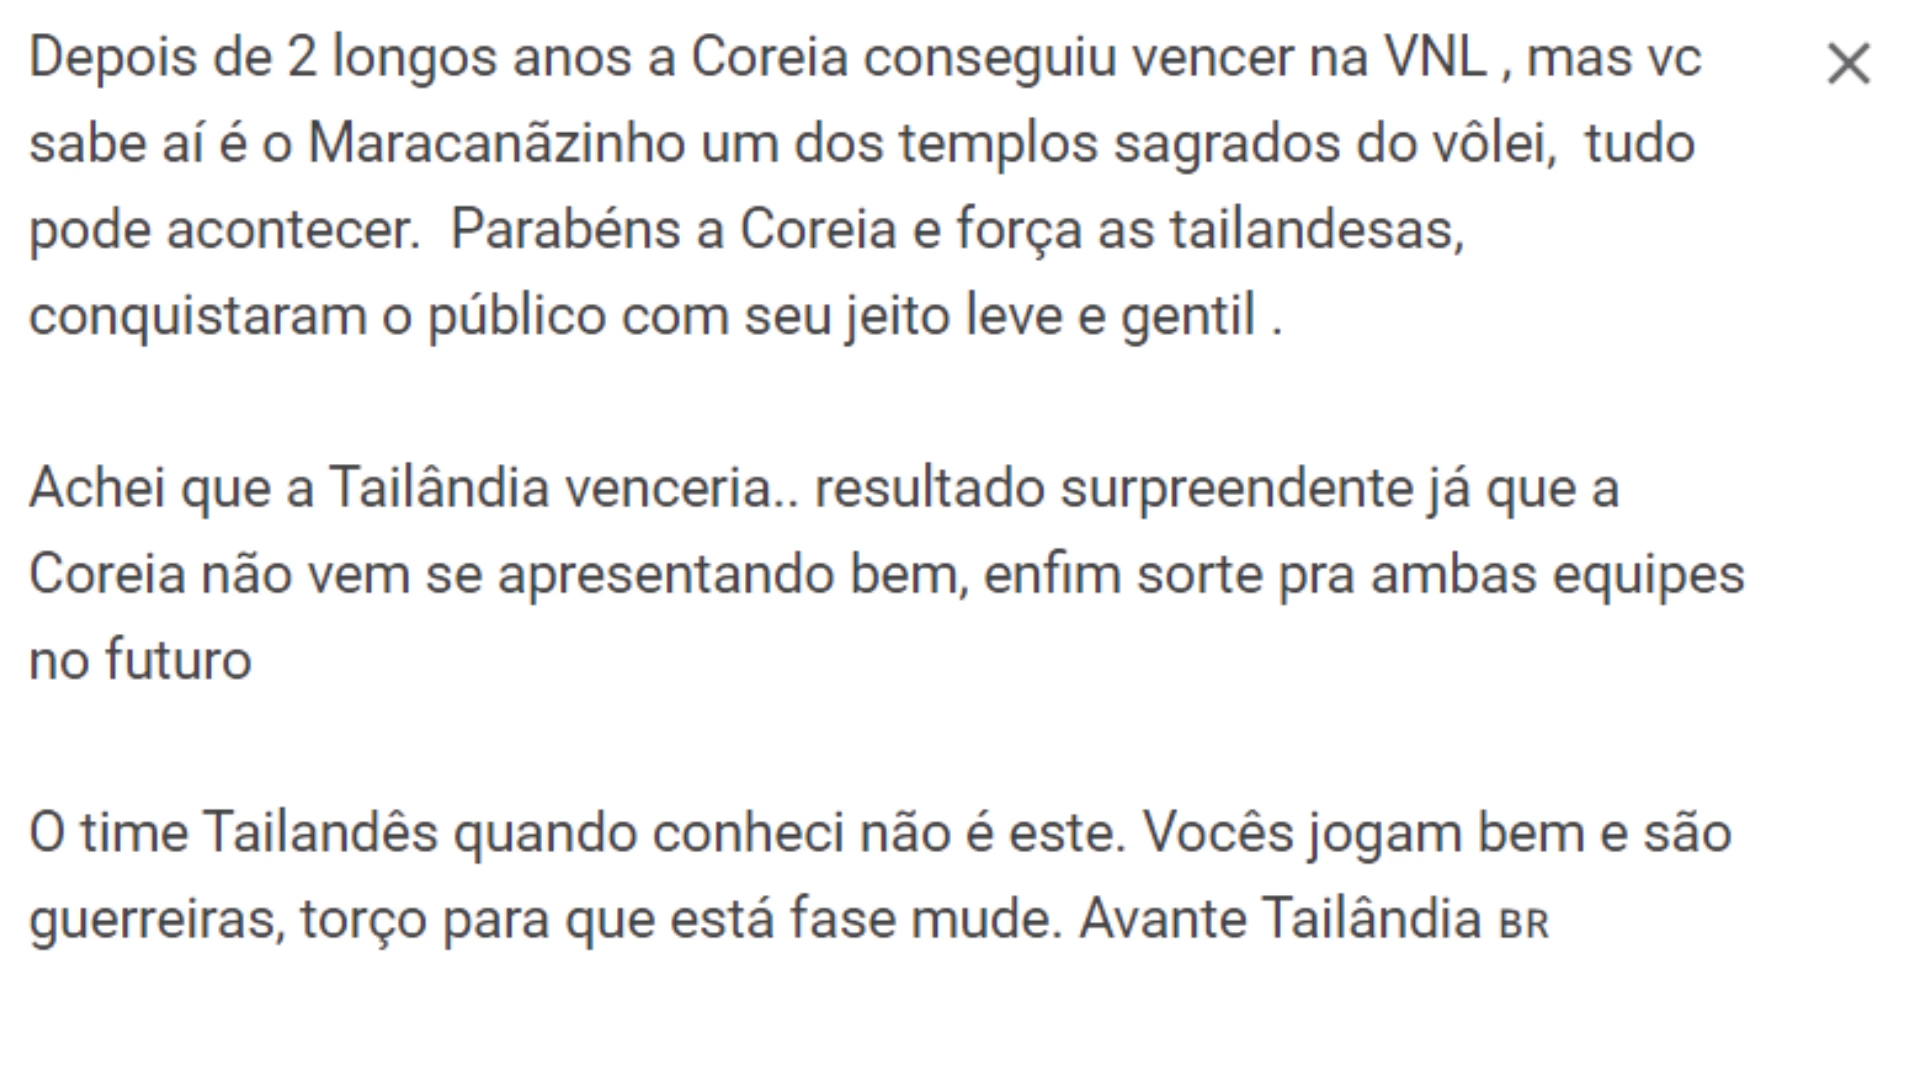 Depois de 2 longos anos a Coreia conseguiu vencer na VNL , mas vc
sabe aí é o Maracanãzinho um dos templos sagrados do vôlei,  tudo
pode acontecer.  Parabéns a Coreia e força as tailandesas,
conquistaram o público com seu jeito leve e gentil .
Achei que a Tailândia venceria.. resultado surpreendente já que a
Coreia não vem se apresentando bem, enfim sorte pra ambas equipes
no futuro
O time Tailandês quando conheci não é este. Vocês jogam bem e são
guerreiras, torço para que está fase mude. Avante Tailândia BR